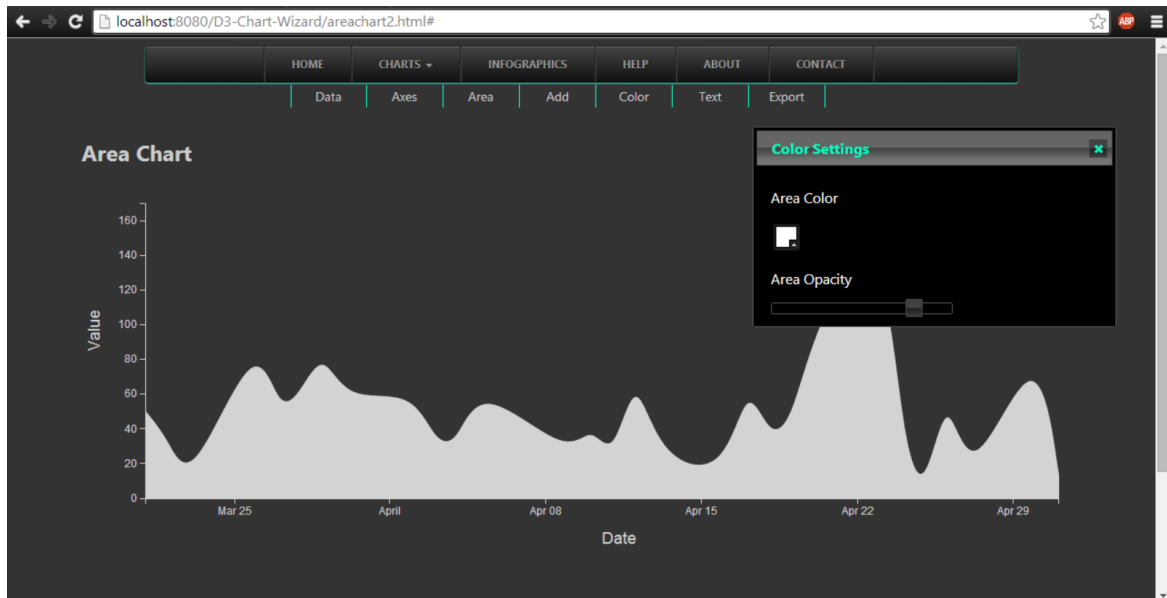 localhost:8080/D3-Chart-Wizard/areachart2.html#
ABP
HOME CHARTS INFOGRAPHICS HELP ABOUT CONTACT
Data Axes Area Add Color Text Export
Area Chart
Color Settings
Area Color
Area Opacity
160
140
120
100
80
60
40
20
0
Value
Mar 25 April Apr 08 Apr 15 Apr 22 Apr 29
Date